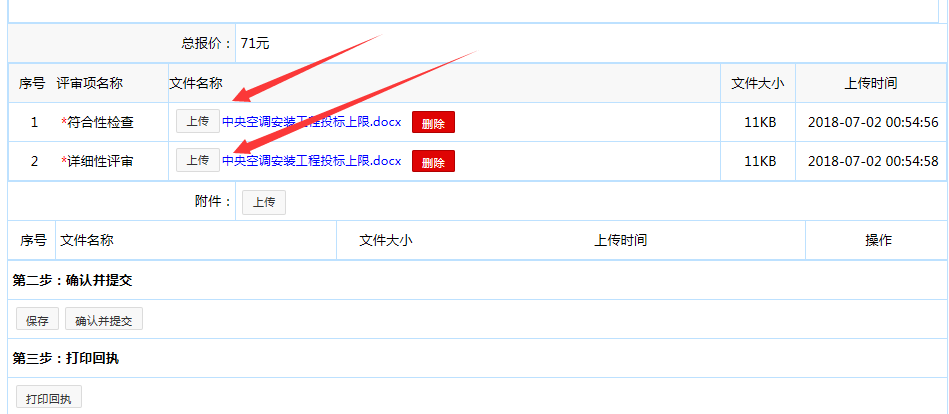 总报价： 71元
序号 评审项名称 文件名称 文件大小 上传时间
1 *符合性检查 上传 中央空调安装工程投标上限.docx 删除 11KB 2018-07-02 00:54:56
2 *详细性评审 上传 中央空调安装工程投标上限.docx 删除 11KB 2018-07-02 00:54:58
附件： 上传
序号 文件名称 文件大小 上传时间 操作
第二步：确认并提交
保存 确认并提交
第三步：打印回执
打印回执